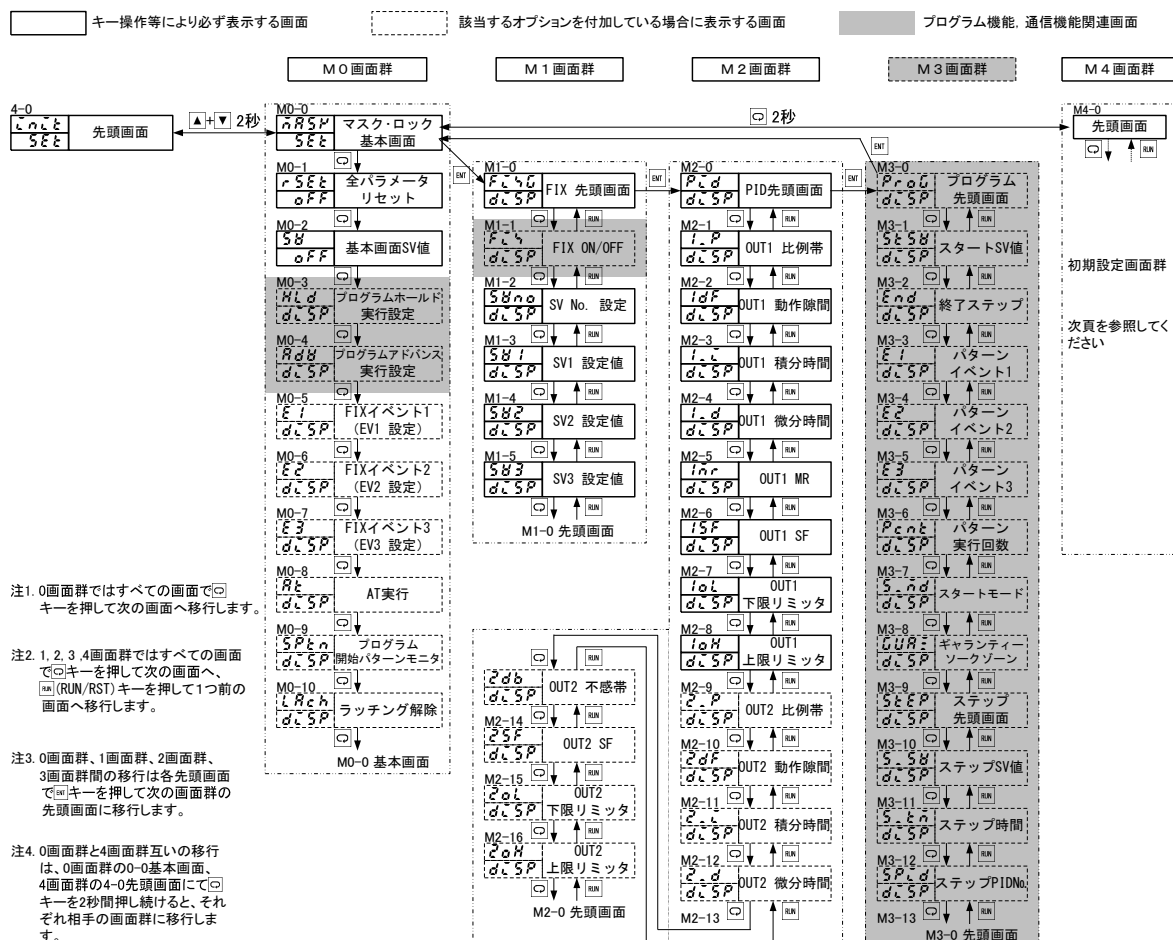 キー操作等により必ず表示する画面
該当するオプションを付加している場合に表示する画面
プログラム機能, 通信機能関連画面
M0画面群
M1画面群
M2画面群
M3画面群
M4画面群
4-0
先頭画面
▲+▼ 2秒
2秒
M0-0
マスク・ロック
基本画面
M0-1
全パラメータ
リセット
M0-2
基本画面SV値
M0-3
プログラムホールド
実行設定
M0-4
プログラムアドバンス
実行設定
M0-5
FIXイベント1
(EV1 設定)
M0-6
FIXイベント2
(EV2 設定)
M0-7
FIXイベント3
(EV3 設定)
M0-8
AT実行
M0-9
プログラム
開始パターンモニタ
M0-10
ラッチング解除
M0-0 基本画面
ENT
M1-0
FIX 先頭画面
M1-1
FIX ON/OFF
M1-2
SV No. 設定
M1-3
SV1 設定値
M1-4
SV2 設定値
M1-5
SV3 設定値
RUN
M1-0 先頭画面
ENT
M2-0
PID先頭画面
M2-1
OUT1 比例帯
M2-2
OUT1 動作隙間
M2-3
OUT1 積分時間
M2-4
OUT1 微分時間
M2-5
OUT1 MR
M2-6
OUT1 SF
M2-7
OUT1
下限リミッタ
M2-8
OUT1
上限リミッタ
M2-9
OUT2 比例帯
M2-10
OUT2 動作隙間
M2-11
OUT2 積分時間
M2-12
OUT2 微分時間
M2-13
OUT2 不感帯
M2-14
OUT2 SF
M2-15
OUT2
下限リミッタ
M2-16
OUT2
上限リミッタ
M2-0 先頭画面
ENT
ENT
M3-0
プログラム
先頭画面
M3-1
スタートSV値
M3-2
終了ステップ
M3-3
パターン
イベント1
M3-4
パターン
イベント2
M3-5
パターン
イベント3
M3-6
パターン
実行回数
M3-7
スタートモード
M3-8
ギャランティー
ソークゾーン
M3-9
ステップ
先頭画面
M3-10
ステップSV値
M3-11
ステップ時間
M3-12
ステップPIDNo.
M3-13
M3-0 先頭画面
M4-0
先頭画面
RUN
初期設定画面群
次頁を参照してく
ださい
注1. 0画面群ではすべての画面で
キーを押して次の画面へ移行します。
注2. 1, 2, 3 ,4画面群ではすべての画面
でキーを押して次の画面へ、
RUN(RUN/RST)キーを押して1つ前の
画面へ移行します。
注3. 0画面群、1画面群、2画面群、
3画面群間の移行は各先頭画面
でENTキーを押して次の画面群の
先頭画面に移行します。
注4. 0画面群と4画面群互いの移行
は、0画面群の0-0基本画面、
4画面群の4-0先頭画面にて
キーを2秒間押し続けると、それ
ぞれ相手の画面群に移行しま
す。